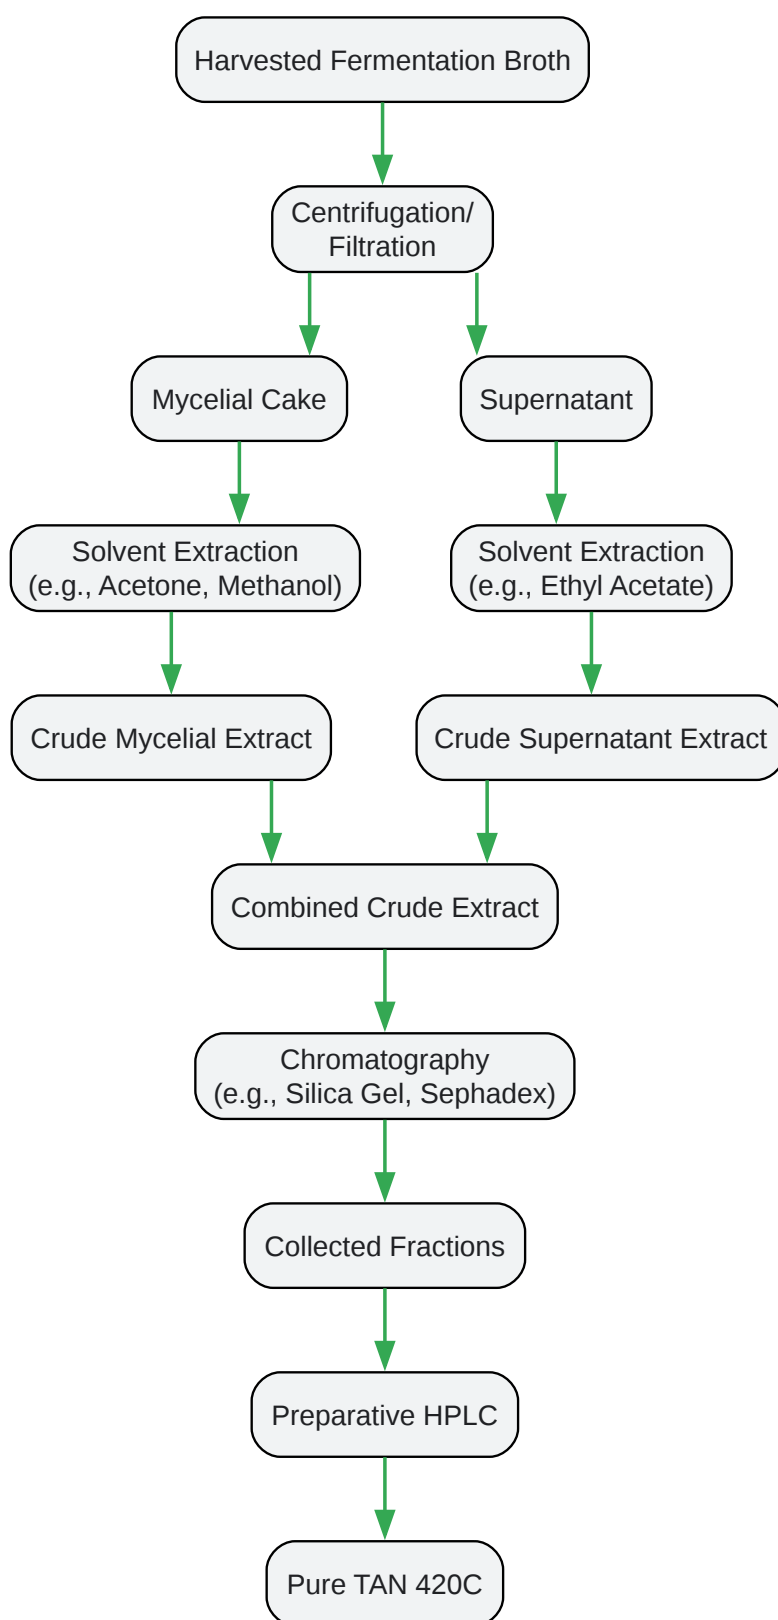 Harvested Fermentation Broth
Centrifugation/
Filtration
Mycelial Cake
Supernatant
Solvent Extraction
(e.g., Acetone, Methanol)
Solvent Extraction
(e.g., Ethyl Acetate)
Crude Mycelial Extract
Crude Supernatant Extract
Combined Crude Extract
Chromatography
(e.g., Silica Gel, Sephadex)
Collected Fractions
Preparative HPLC
Pure TAN 420C